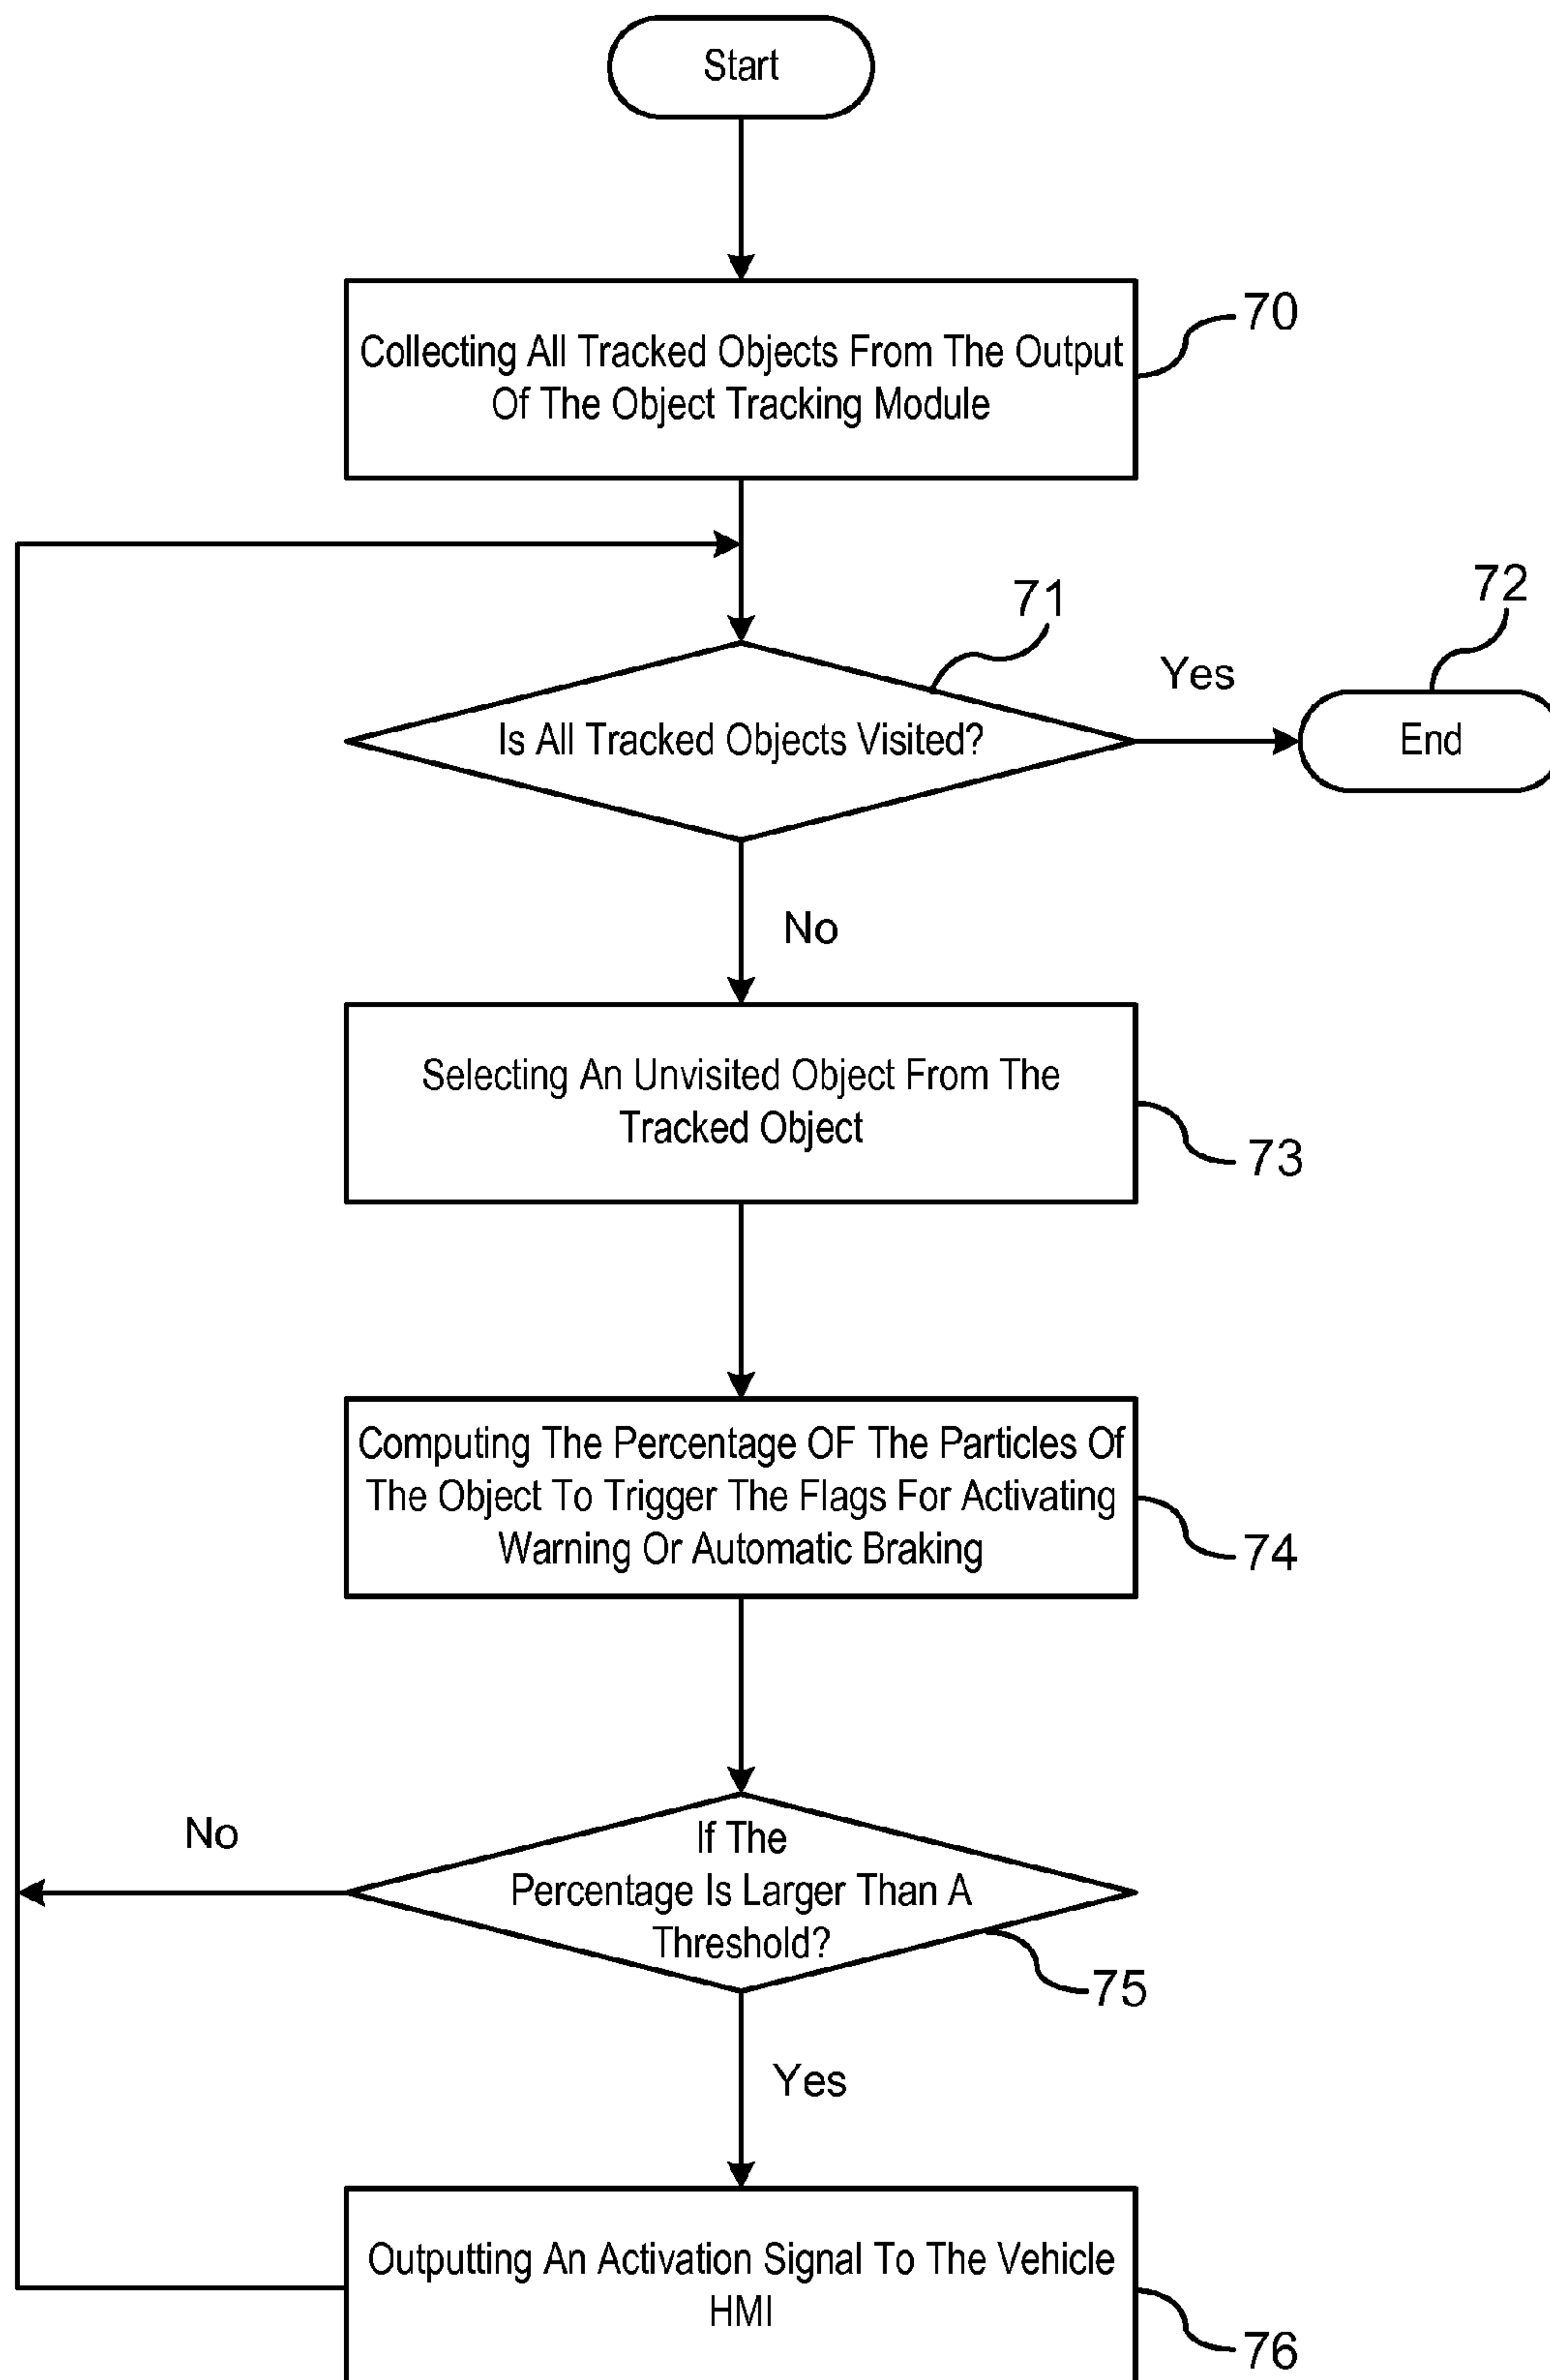 Start
Collecting All Tracked Objects From The Output
Of The Object Tracking Module
70
71
72
Yes
Is All Tracked Objects Visited?
End
No
Selecting An Unvisited Object From The
Tracked Object
73
Computing The Percentage OF The Particles Of
The Object To Trigger The Flags For Activating
Warning Or Automatic Braking
74
No
If The
Percentage Is Larger Than A
Threshold?
75
Yes
Outputting An Activation Signal To The Vehicle
HMI
76